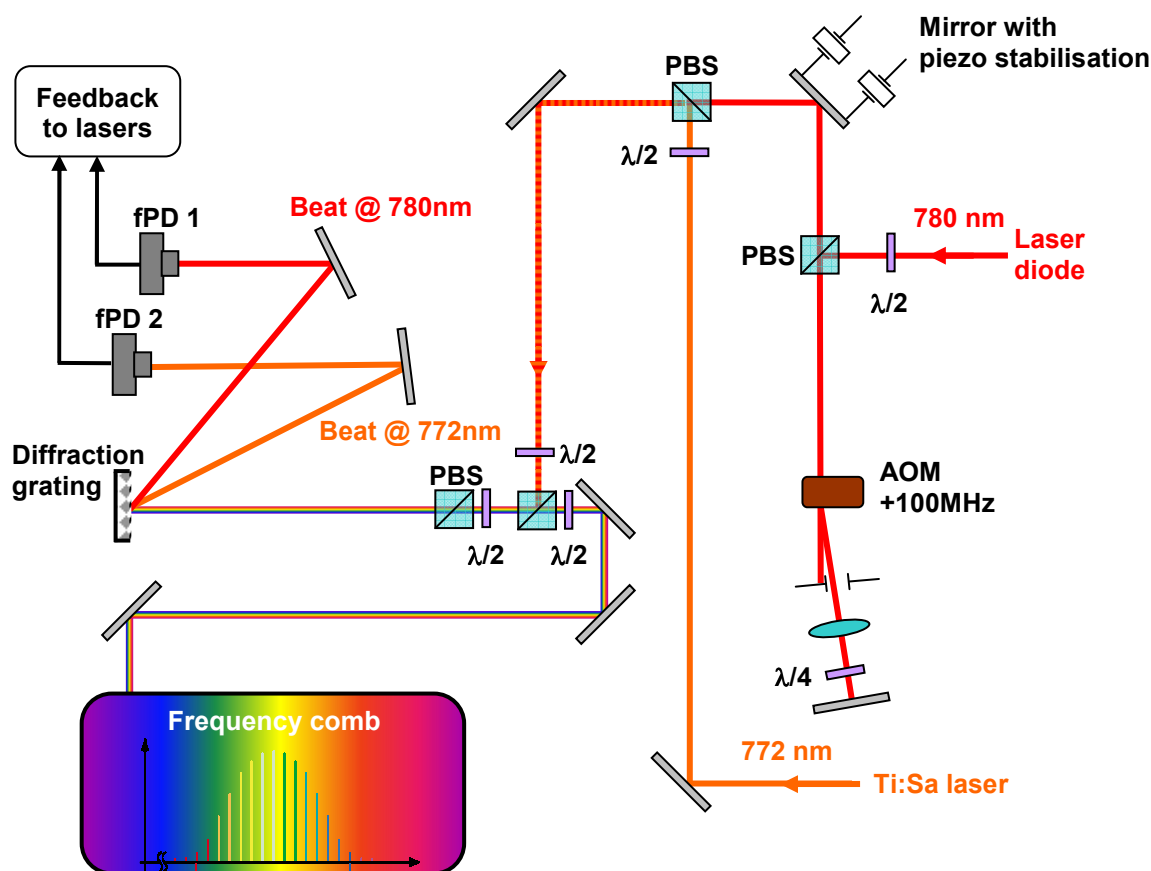 Mirror with
piezo stabilisation
PBS
Feedback
to lasers
λ/2
fPD 1
Beat @ 780nm
780 nm
Laser
diode
PBS
λ/2
fPD 2
Beat @ 772nm
Diffraction
grating
λ/2
PBS
AOM
+100MHz
λ/2
λ/2
λ/4
Frequency comb
772 nm
Ti:Sa laser